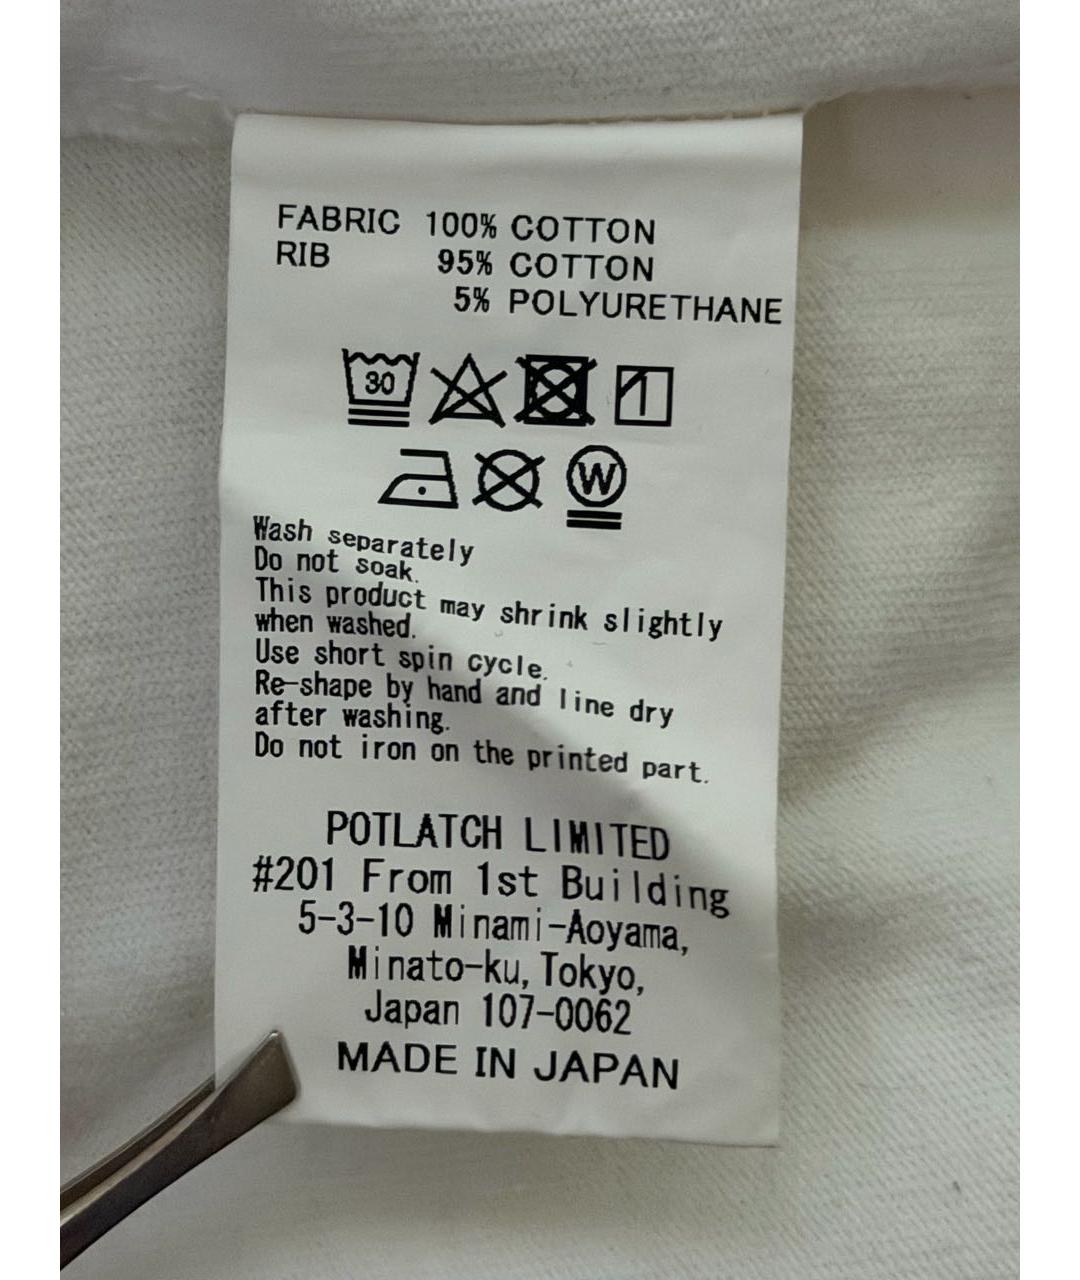 FABRIC 100% COTTON
RIB 95% COTTON
5% POLYURETHANE
30
W
Wash separately
Do not soak.
This product may shrink slightly
when washed.
Use short spin cycle.
Re-shape by hand and line dry
after washing.
Do not iron on the printed part.
POTLATCH LIMITED
#201 From 1st Building
5-3-10 Minami-Aoyama,
Minato-ku, Tokyo,
Japan 107-0062
MADE IN JAPAN